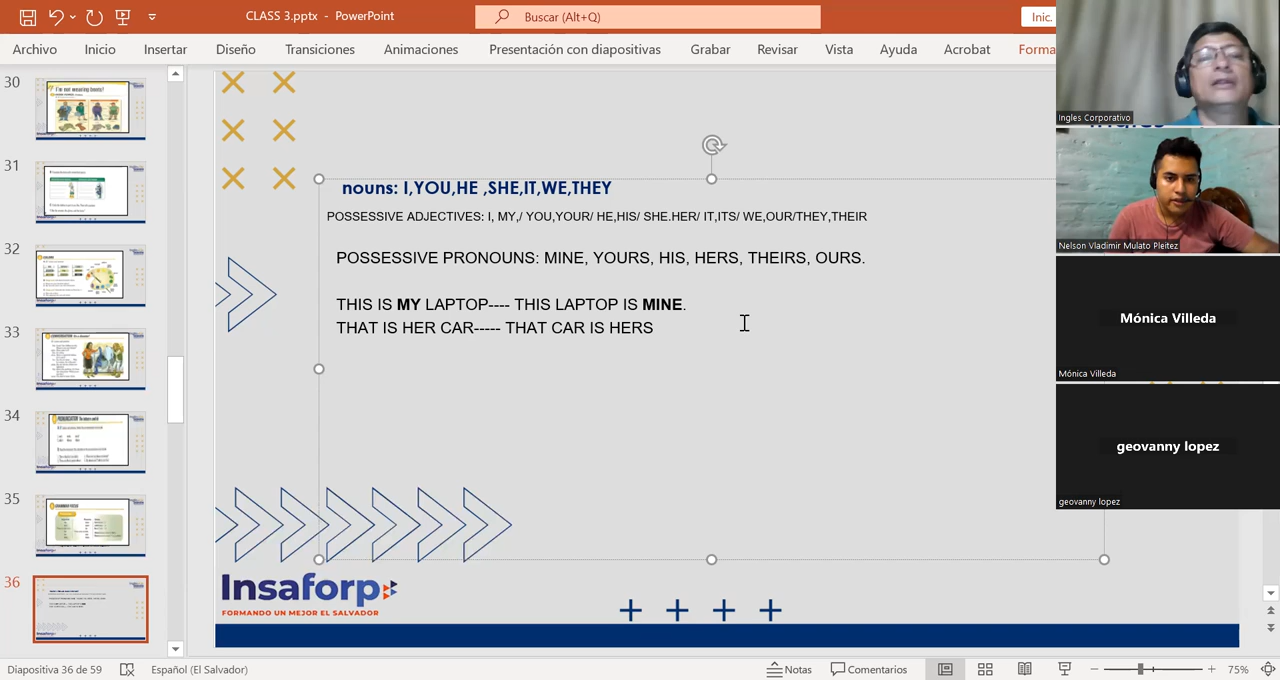 CLASS 3.pptx - PowerPoint
Buscar (Alt+Q)
Inic.
Archivo Inicio Insertar Diseño Transiciones Animaciones Presentación con diapositivas Grabar Revisar Vista Ayuda Acrobat Forma
30
31
32
33
34
35
36
nouns: I,YOU,HE ,SHE,IT,WE,THEY
POSSESSIVE ADJECTIVES: I, MY,/ YOU,YOUR/ HE,HIS/ SHE.HER/ IT,ITS/ WE,OUR/THEY,THEIR
POSSESSIVE PRONOUNS: MINE, YOURS, HIS, HERS, THEIRS, OURS.
THIS IS MY LAPTOP---- THIS LAPTOP IS MINE.
THAT IS HER CAR----- THAT CAR IS HERS
Insaforp
FORMANDO UN MEJOR EL SALVADOR
Ingles Corporativo
Nelson Vladimir Mulato Pleitez
Mónica Villeda
Mónica Villeda
geovanny lopez
geovanny lopez
Diapositiva 36 de 59 Español (El Salvador) Notas Comentarios 75%